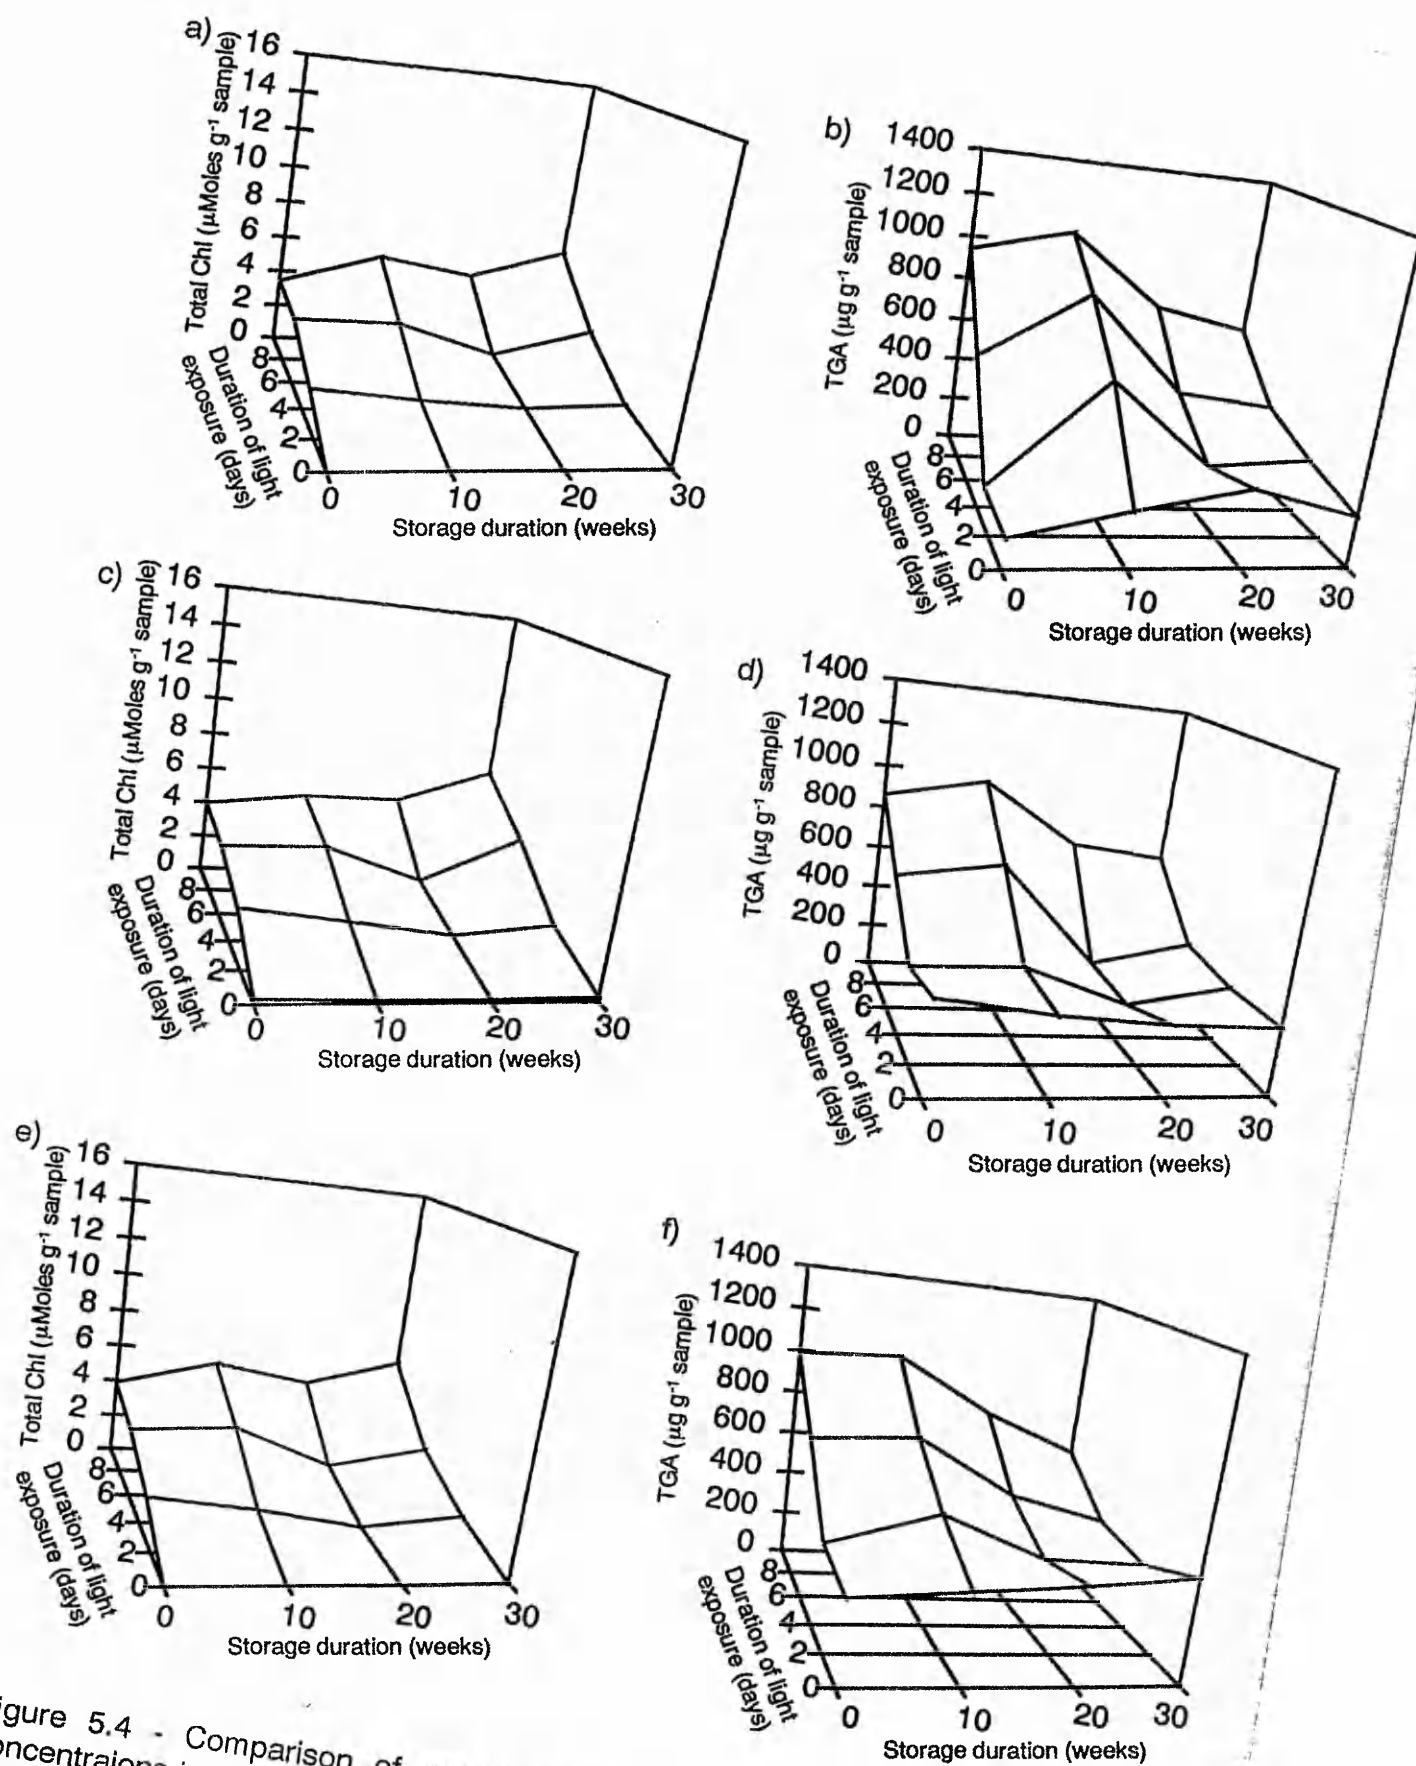 a)
16
14
12
10
8
6
4
2
0
Total Chl (µMoles g⁻¹ sample)
8
6
4
2
0
Duration of light
exposure (days)
0 10 20 30
Storage duration (weeks)
b)
1400
1200
1000
800
600
400
200
0
TGA (µg g⁻¹ sample)
8
6
4
2
0
Duration of light
exposure (days)
0 10 20 30
Storage duration (weeks)
c)
16
14
12
10
8
6
4
2
0
Total Chl (µMoles g⁻¹ sample)
8
6
4
2
0
Duration of light
exposure (days)
0 10 20 30
Storage duration (weeks)
d)
1400
1200
1000
800
600
400
200
0
TGA (µg g⁻¹ sample)
8
6
4
2
0
Duration of light
exposure (days)
0 10 20 30
Storage duration (weeks)
e)
16
14
12
10
8
6
4
2
0
Total Chl (µMoles g⁻¹ sample)
8
6
4
2
0
Duration of light
exposure (days)
0 10 20 30
Storage duration (weeks)
f)
1400
1200
1000
800
600
400
200
0
TGA (µg g⁻¹ sample)
8
6
4
2
0
Duration of light
exposure (days)
0 10 20 30
Storage duration (weeks)
igure 5.4 - Comparison of